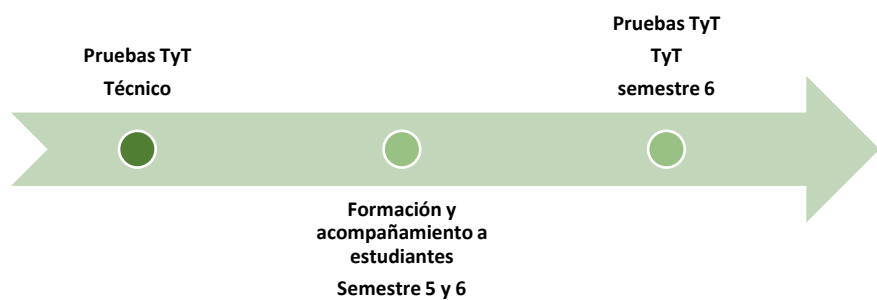 Pruebas TyT
Técnico
Formación y
acompañamiento a
estudiantes
Semestre 5 y 6
Pruebas TyT
TyT
semestre 6